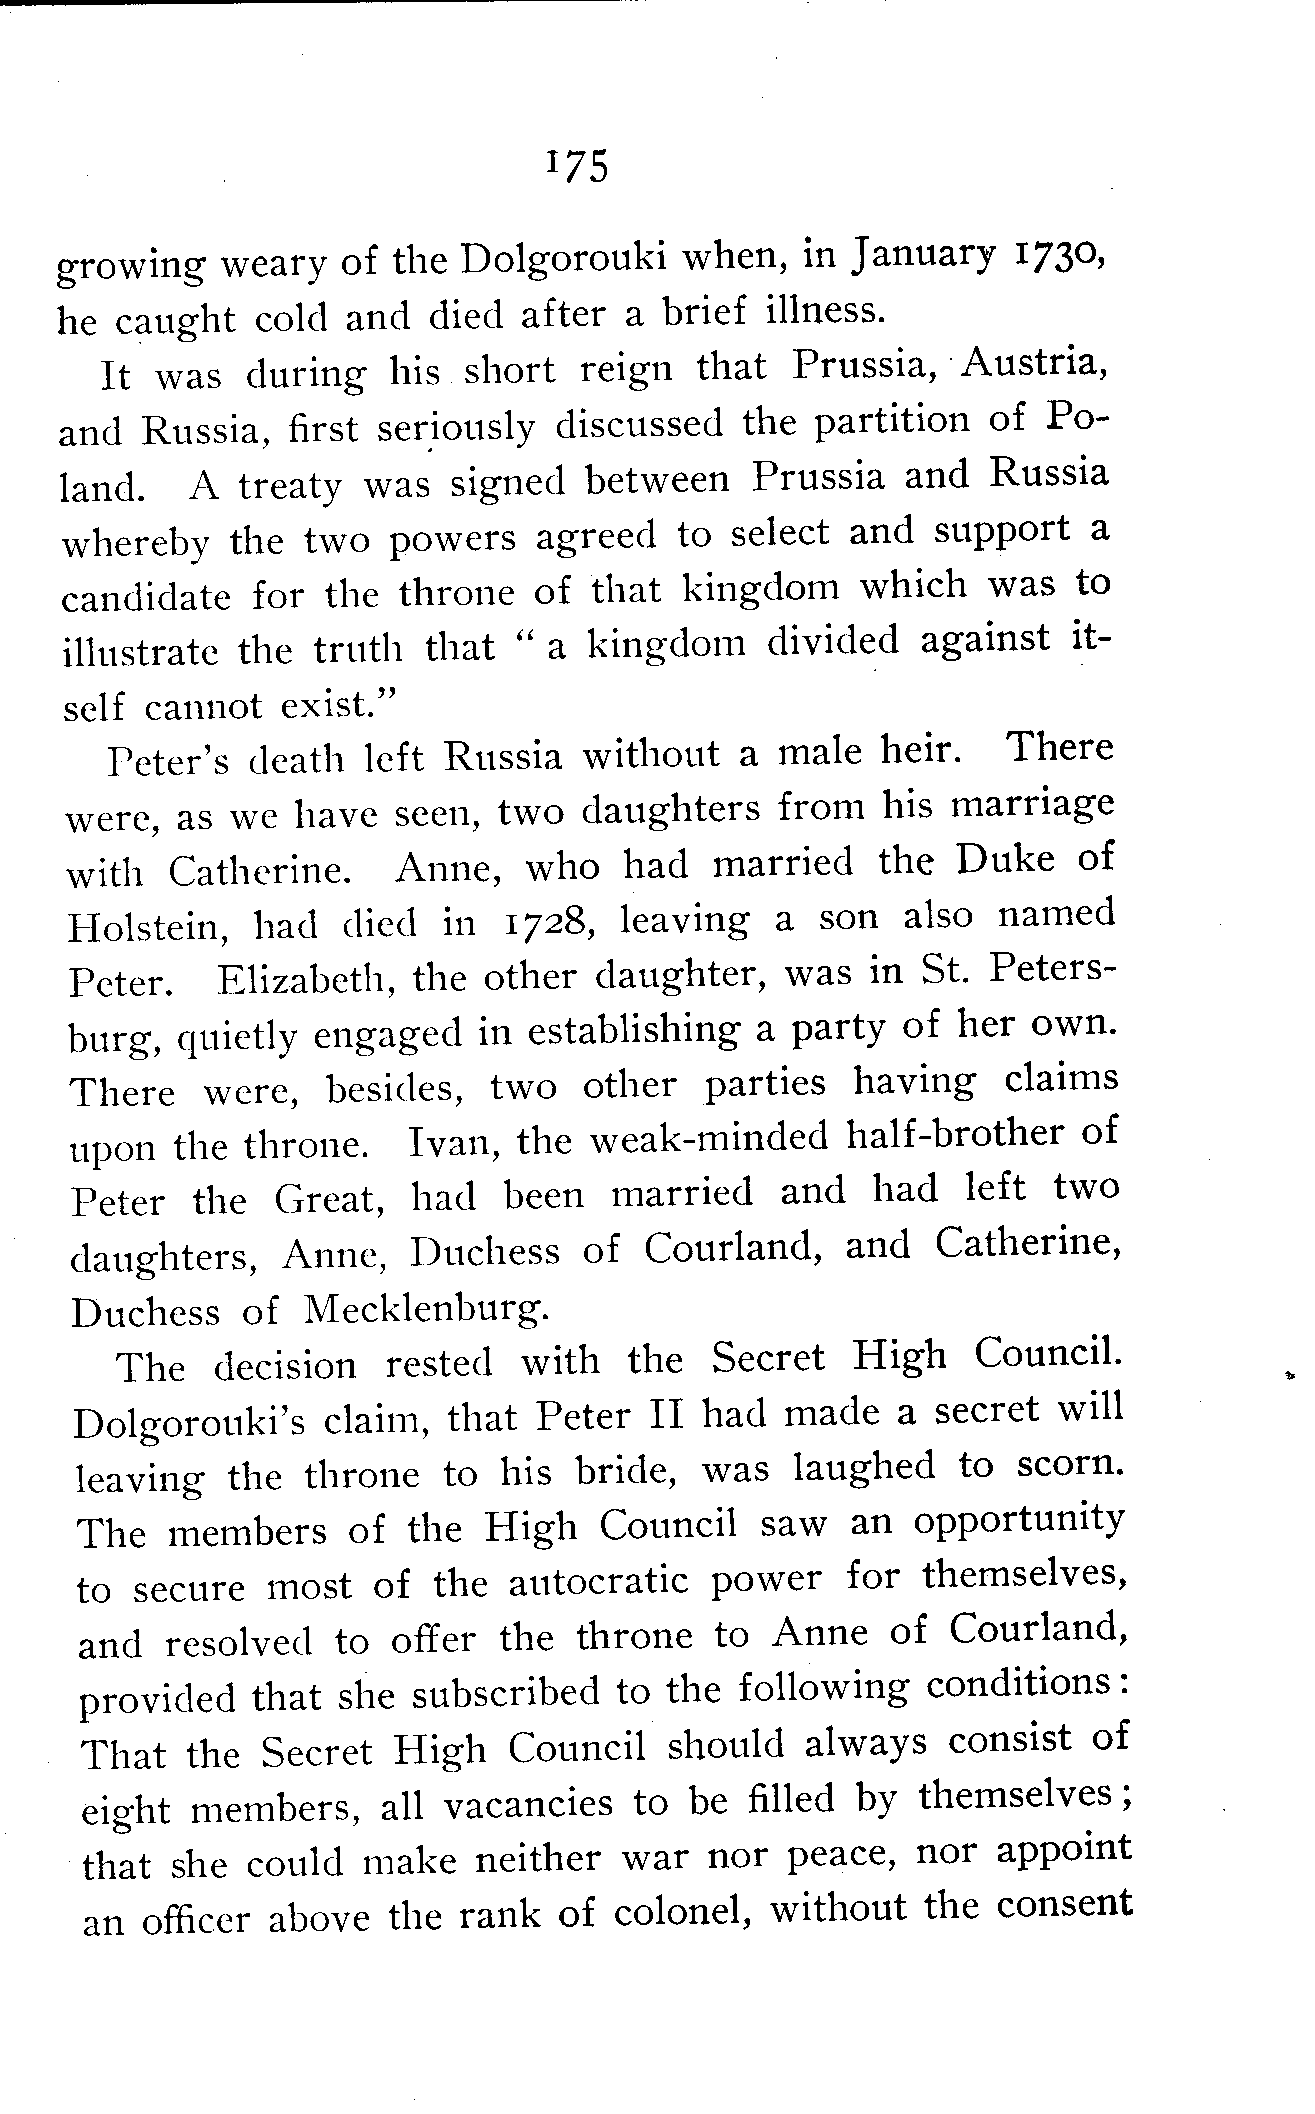 175
growing weary of the Dolgorouki when, in January 1730,
he caught cold and died after a brief illness.
It was during his short reign that Prussia, Austria,
and Russia, first seriously discussed the partition of Po-
land. A treaty was signed between Prussia and Russia
whereby the two powers agreed to select and support a
candidate for the throne of that kingdom which was to
illustrate the truth that " a kingdom divided against it-
self cannot exist."
Peter's death left Russia without a male heir. There
were, as we have seen, two daughters from his marriage
with Catherine. Anne, who had married the Duke of
Holstein, had died in 1728, leaving a son also named
Peter. Elizabeth, the other daughter, was in St. Peters-
burg, quietly engaged in establishing a party of her own.
There were, besides, two other parties having claims
upon the throne. Ivan, the weak-minded half-brother of
Peter the Great, had been married and had left two
daughters, Anne, Duchess of Courland, and Catherine,
Duchess of Mecklenburg.
The decision rested with the Secret High Council.
Dolgorouki's claim, that Peter II had made a secret will
leaving the throne to his bride, was laughed to scorn.
The members of the High Council saw an opportunity
to secure most of the autocratic power for themselves,
and resolved to offer the throne to Anne of Courland,
provided that she subscribed to the following conditions:
That the Secret High Council should always consist of
eight members, all vacancies to be filled by themselves;
that she could make neither war nor peace, nor appoint
an officer above the rank of colonel, without the consent